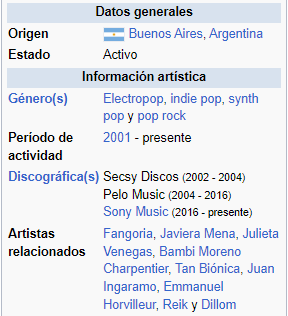 Datos generales
Origen Buenos Aires, Argentina
Estado Activo
Información artística
Género(s) Electropop, indie pop, synth
pop y pop rock
Período de 2001 - presente
actividad
Discográfica(s) Secsy Discos (2002 - 2004)
Pelo Music (2004 - 2016)
Sony Music (2016 - presente)
Artistas Fangoria, Javiera Mena, Julieta
relacionados Venegas, Bambi Moreno
Charpentier, Tan Biónica, Juan
Ingaramo, Emmanuel
Horvilleur, Reik y Dillom